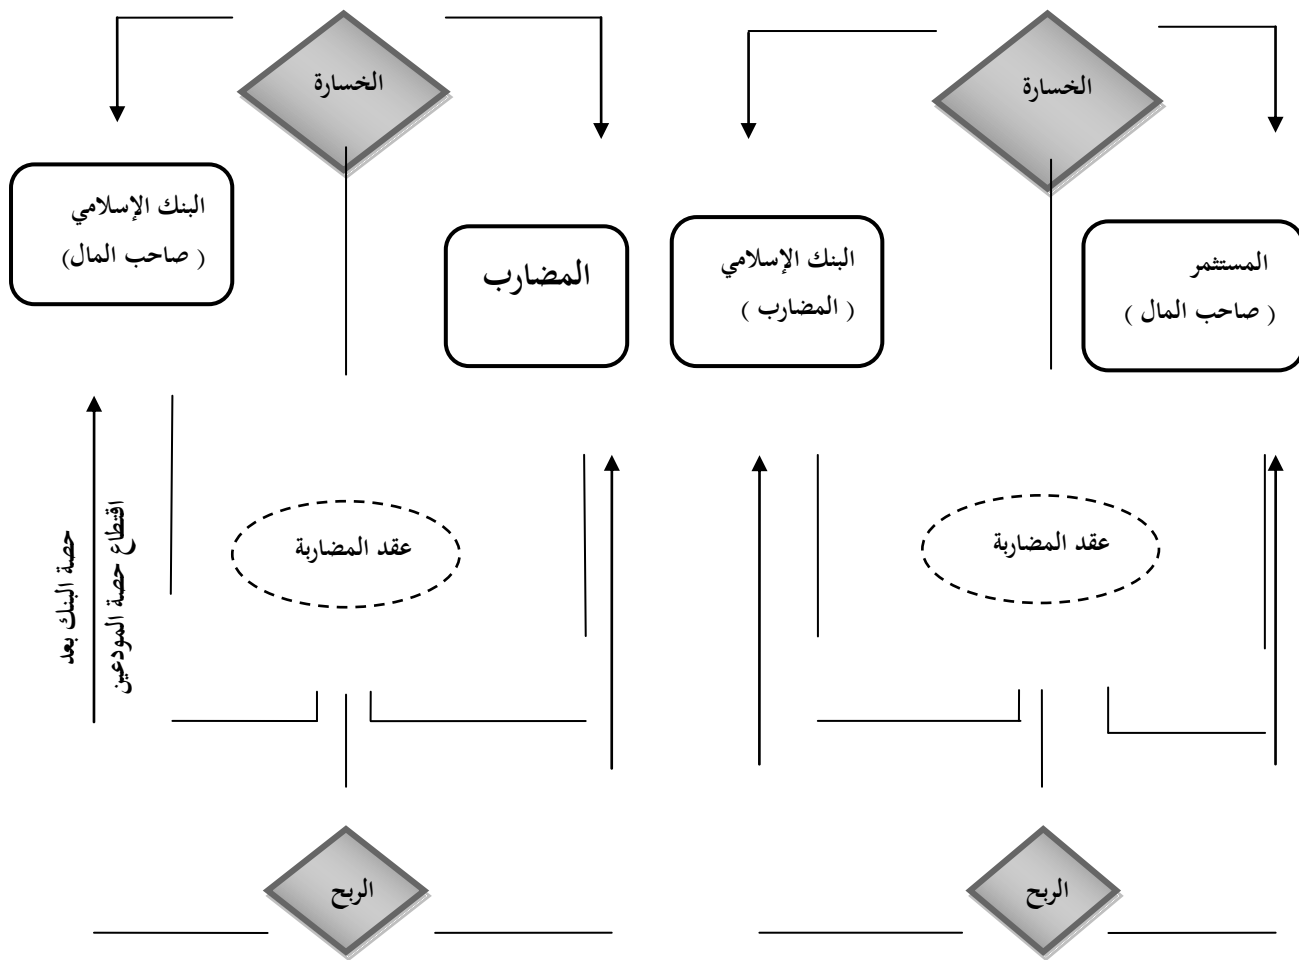 الخسارة
الخسارة
المستثمر
( صاحب المال )
البنك الإسلامي
( المضارب )
المضارب
البنك الإسلامي
( صاحب المال)
عقد المضاربة
عقد المضاربة
حصة البنك بعد
اقتطاع حصة المودعين
الربح
الربح